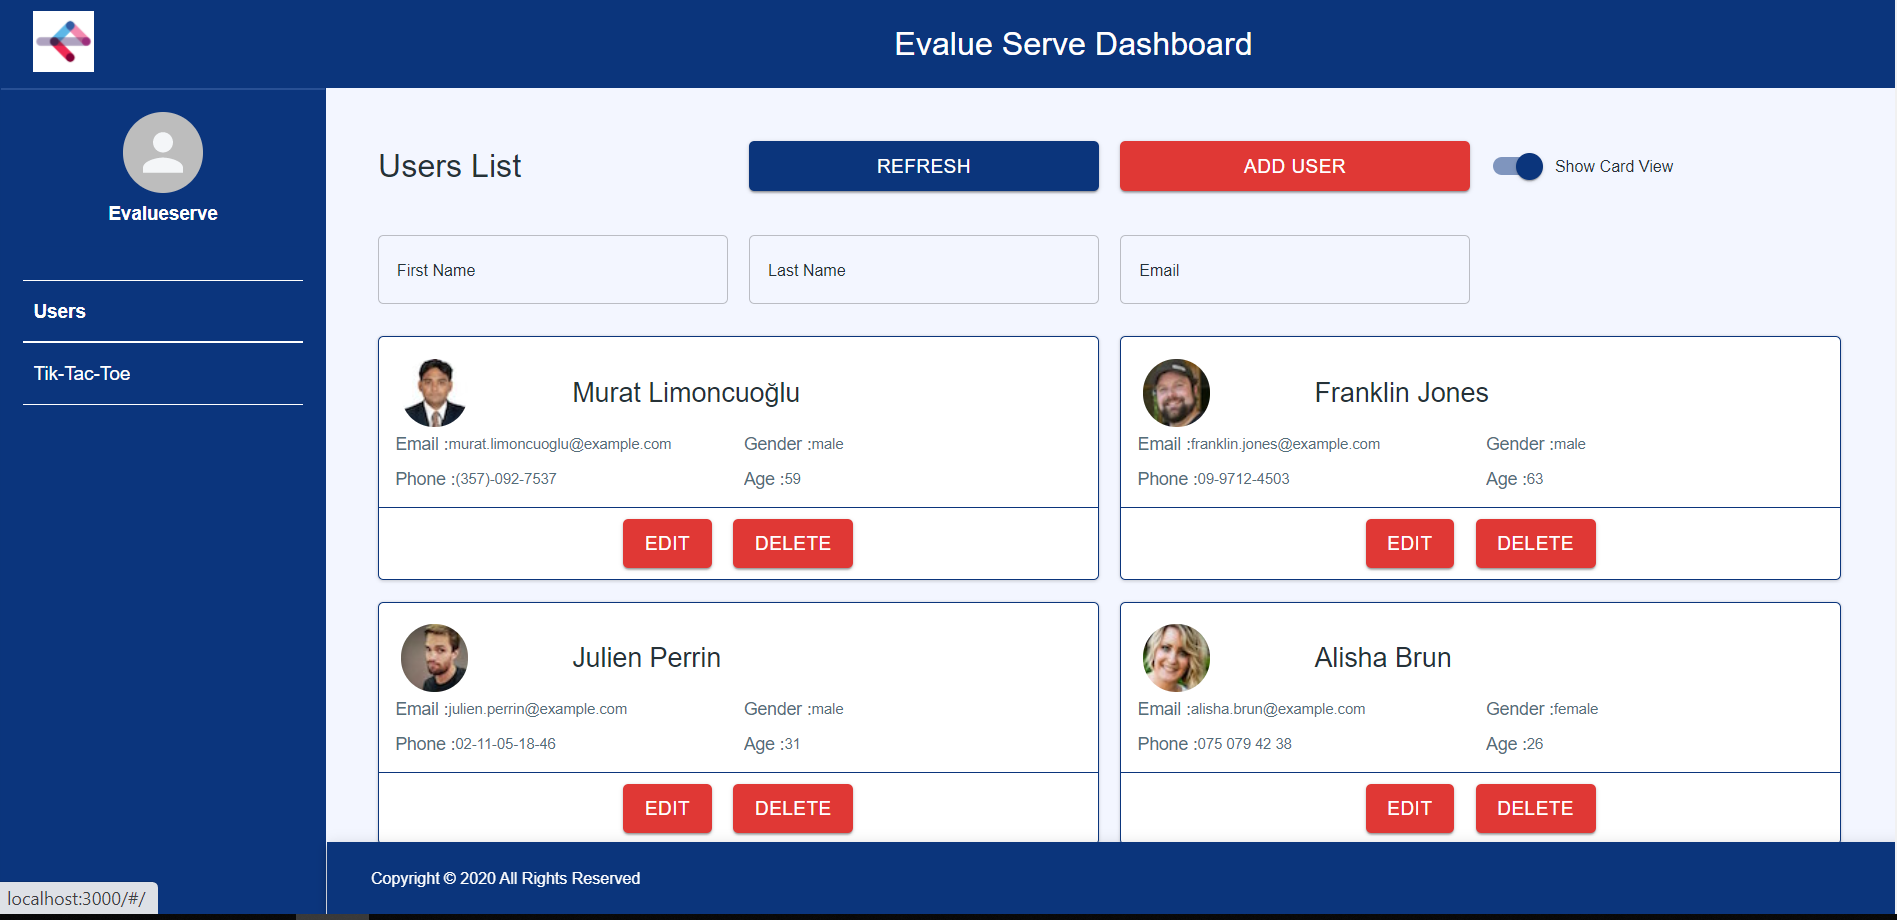 Evalue Serve Dashboard
Evalueserve
Users
Tik-Tac-Toe
Users List
REFRESH
ADD USER
Show Card View
First Name
Last Name
Email
Murat Limoncuoğlu
Email :murat.limoncuoglu@example.com
Gender :male
Phone :(357)-092-7537
Age :59
EDIT
DELETE
Franklin Jones
Email :franklin.jones@example.com
Gender :male
Phone :09-9712-4503
Age :63
EDIT
DELETE
Julien Perrin
Email :julien.perrin@example.com
Gender :male
Phone :02-11-05-18-46
Age :31
EDIT
DELETE
Alisha Brun
Email :alisha.brun@example.com
Gender :female
Phone :075 079 42 38
Age :26
EDIT
DELETE
Copyright © 2020 All Rights Reserved
localhost:3000/#/